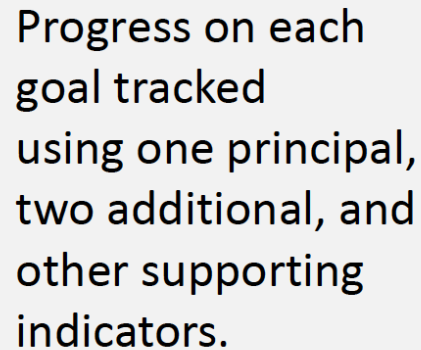 Progress on each
goal tracked
using one principal,
two additional, and
other supporting
indicators.